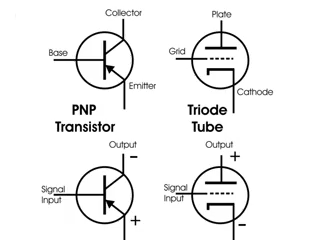 Collector
Plate
Base
Grid
Emitter
Cathode
PNP
Transistor
Triode
Tube
Output
Output
–
+
Signal
Input
Signal
Input
+
–